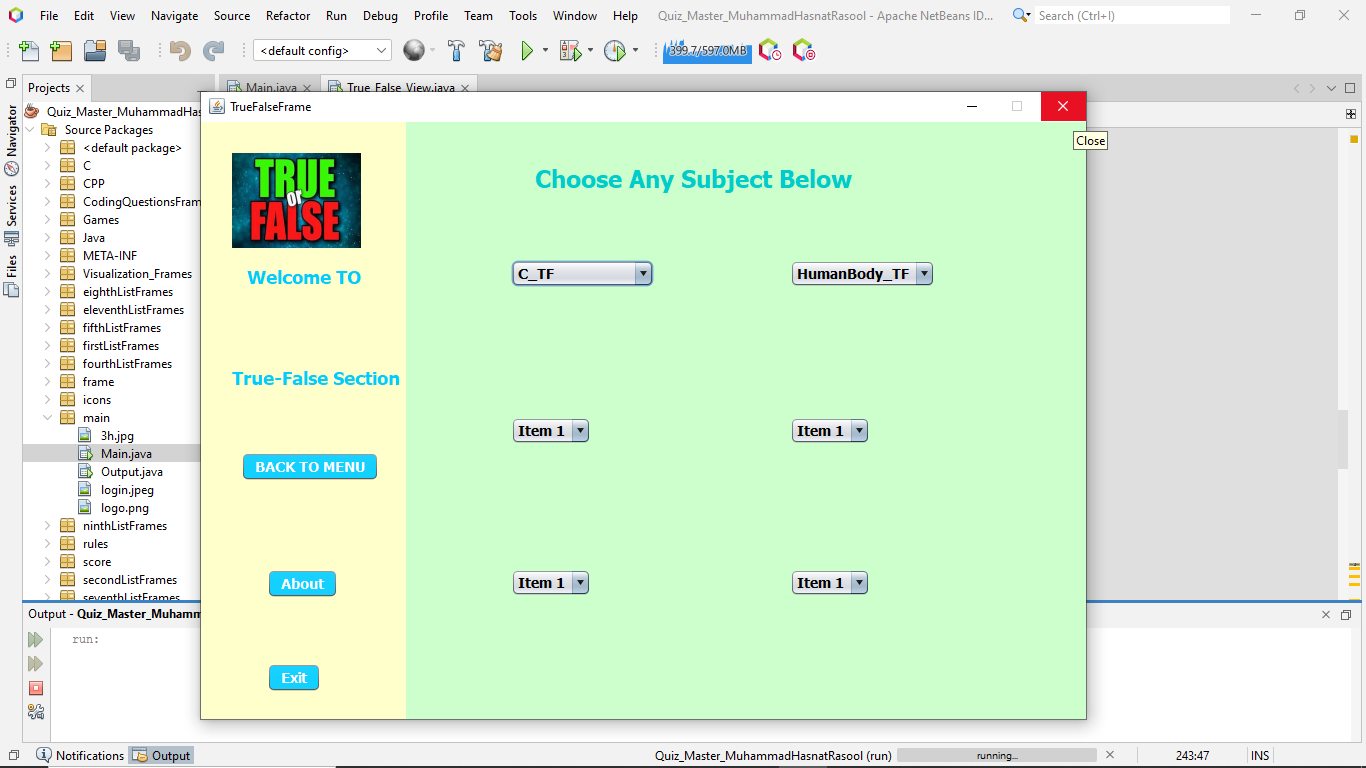 File Edit View Navigate Source Refactor Run Debug Profile Team Tools Window Help Quiz_Master_MuhammadHasnatRasool - Apache NetBeans ID... Search (Ctrl+I)
<default config> 399.7/597.0MB
Projects Main.java True_False_View.java
TrueFalseFrame
Close
Navigator
Services
Files
Quiz_Master_MuhammadHas
Source Packages
<default package>
C
CPP
CodingQuestionsFram
Games
Java
META-INF
Visualization_Frames
eighthListFrames
eleventhListFrames
fifthListFrames
firstListFrames
fourthListFrames
frame
icons
main
3h.jpg
Main.java
Output.java
login.jpeg
logo.png
ninthListFrames
rules
score
secondListFrames
seventhListFrames
TRUE
or
FALSE
Welcome TO
True-False Section
BACK TO MENU
About
Exit
Choose Any Subject Below
C_TF HumanBody_TF
Item 1 Item 1
Item 1 Item 1
Output - Quiz_Master_Muhamm
run:
Notifications Output Quiz_Master_MuhammadHasnatRasool (run) running... 243:47 INS